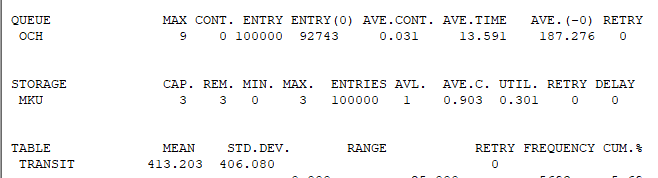 QUEUE MAX CONT. ENTRY ENTRY(0) AVE.CONT. AVE.TIME AVE.(-0) RETRY
OCH 9 0 100000 92743 0.031 13.591 187.276 0
STORAGE CAP. REM. MIN. MAX. ENTRIES AVL. AVE.C. UTIL. RETRY DELAY
MKU 3 3 0 3 100000 1 0.903 0.301 0 0
TABLE MEAN STD.DEV. RANGE RETRY FREQUENCY CUM.%
TRANSIT 413.203 406.080 0